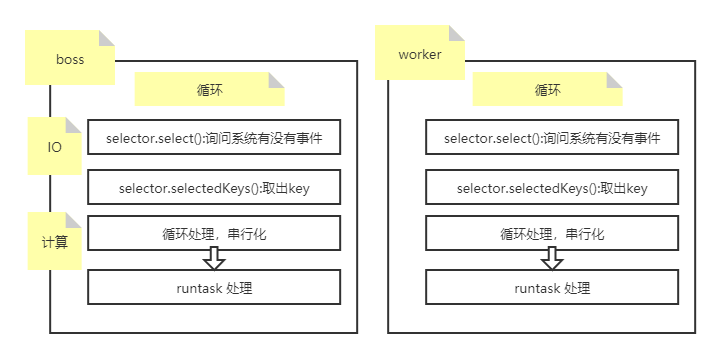 boss
循环
IO
selector.select():询问系统有没有事件
selector.selectedKeys():取出key
计算
循环处理，串行化
runtask 处理
worker
循环
selector.select():询问系统有没有事件
selector.selectedKeys():取出key
循环处理，串行化
runtask 处理